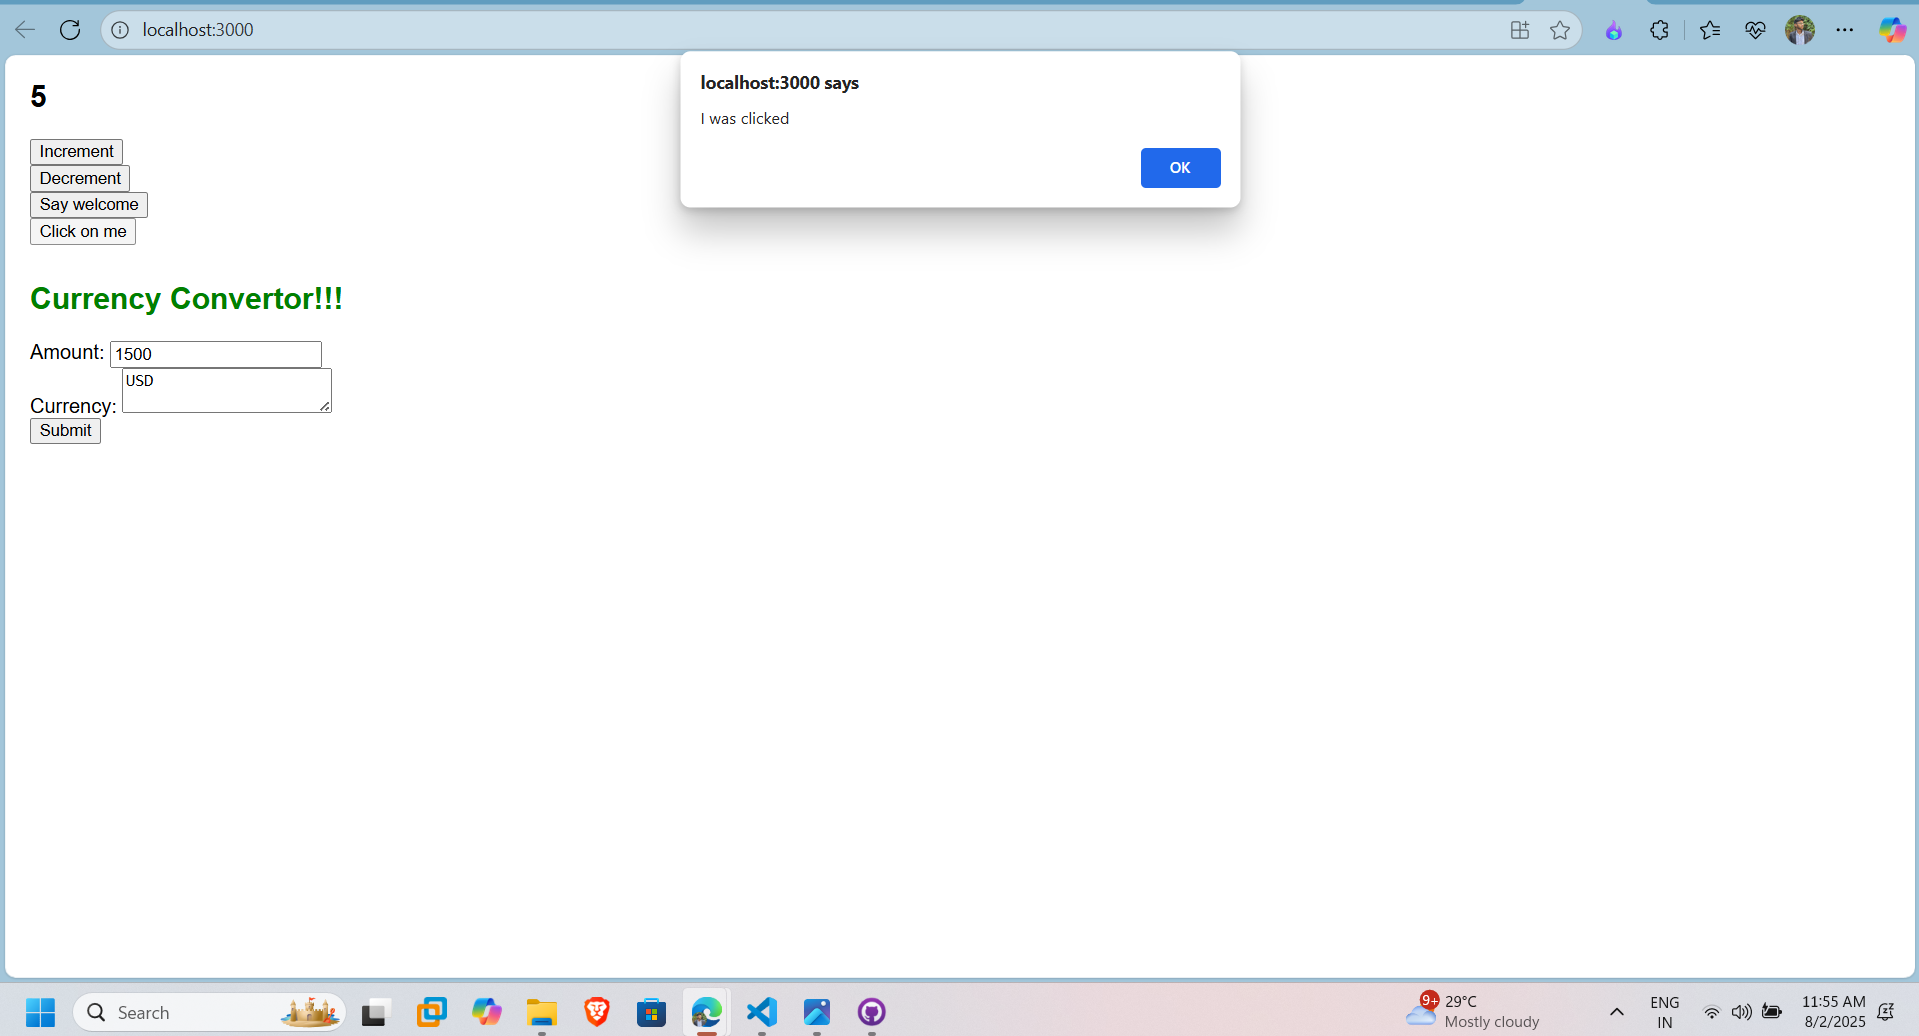 localhost:3000
localhost:3000 says
I was clicked
OK
5
Increment
Decrement
Say welcome
Click on me
Currency Convertor!!!
Amount: 1500
Currency: USD
Submit
Search
9+
29°C
Mostly cloudy
ENG
IN
11:55 AM
8/2/2025